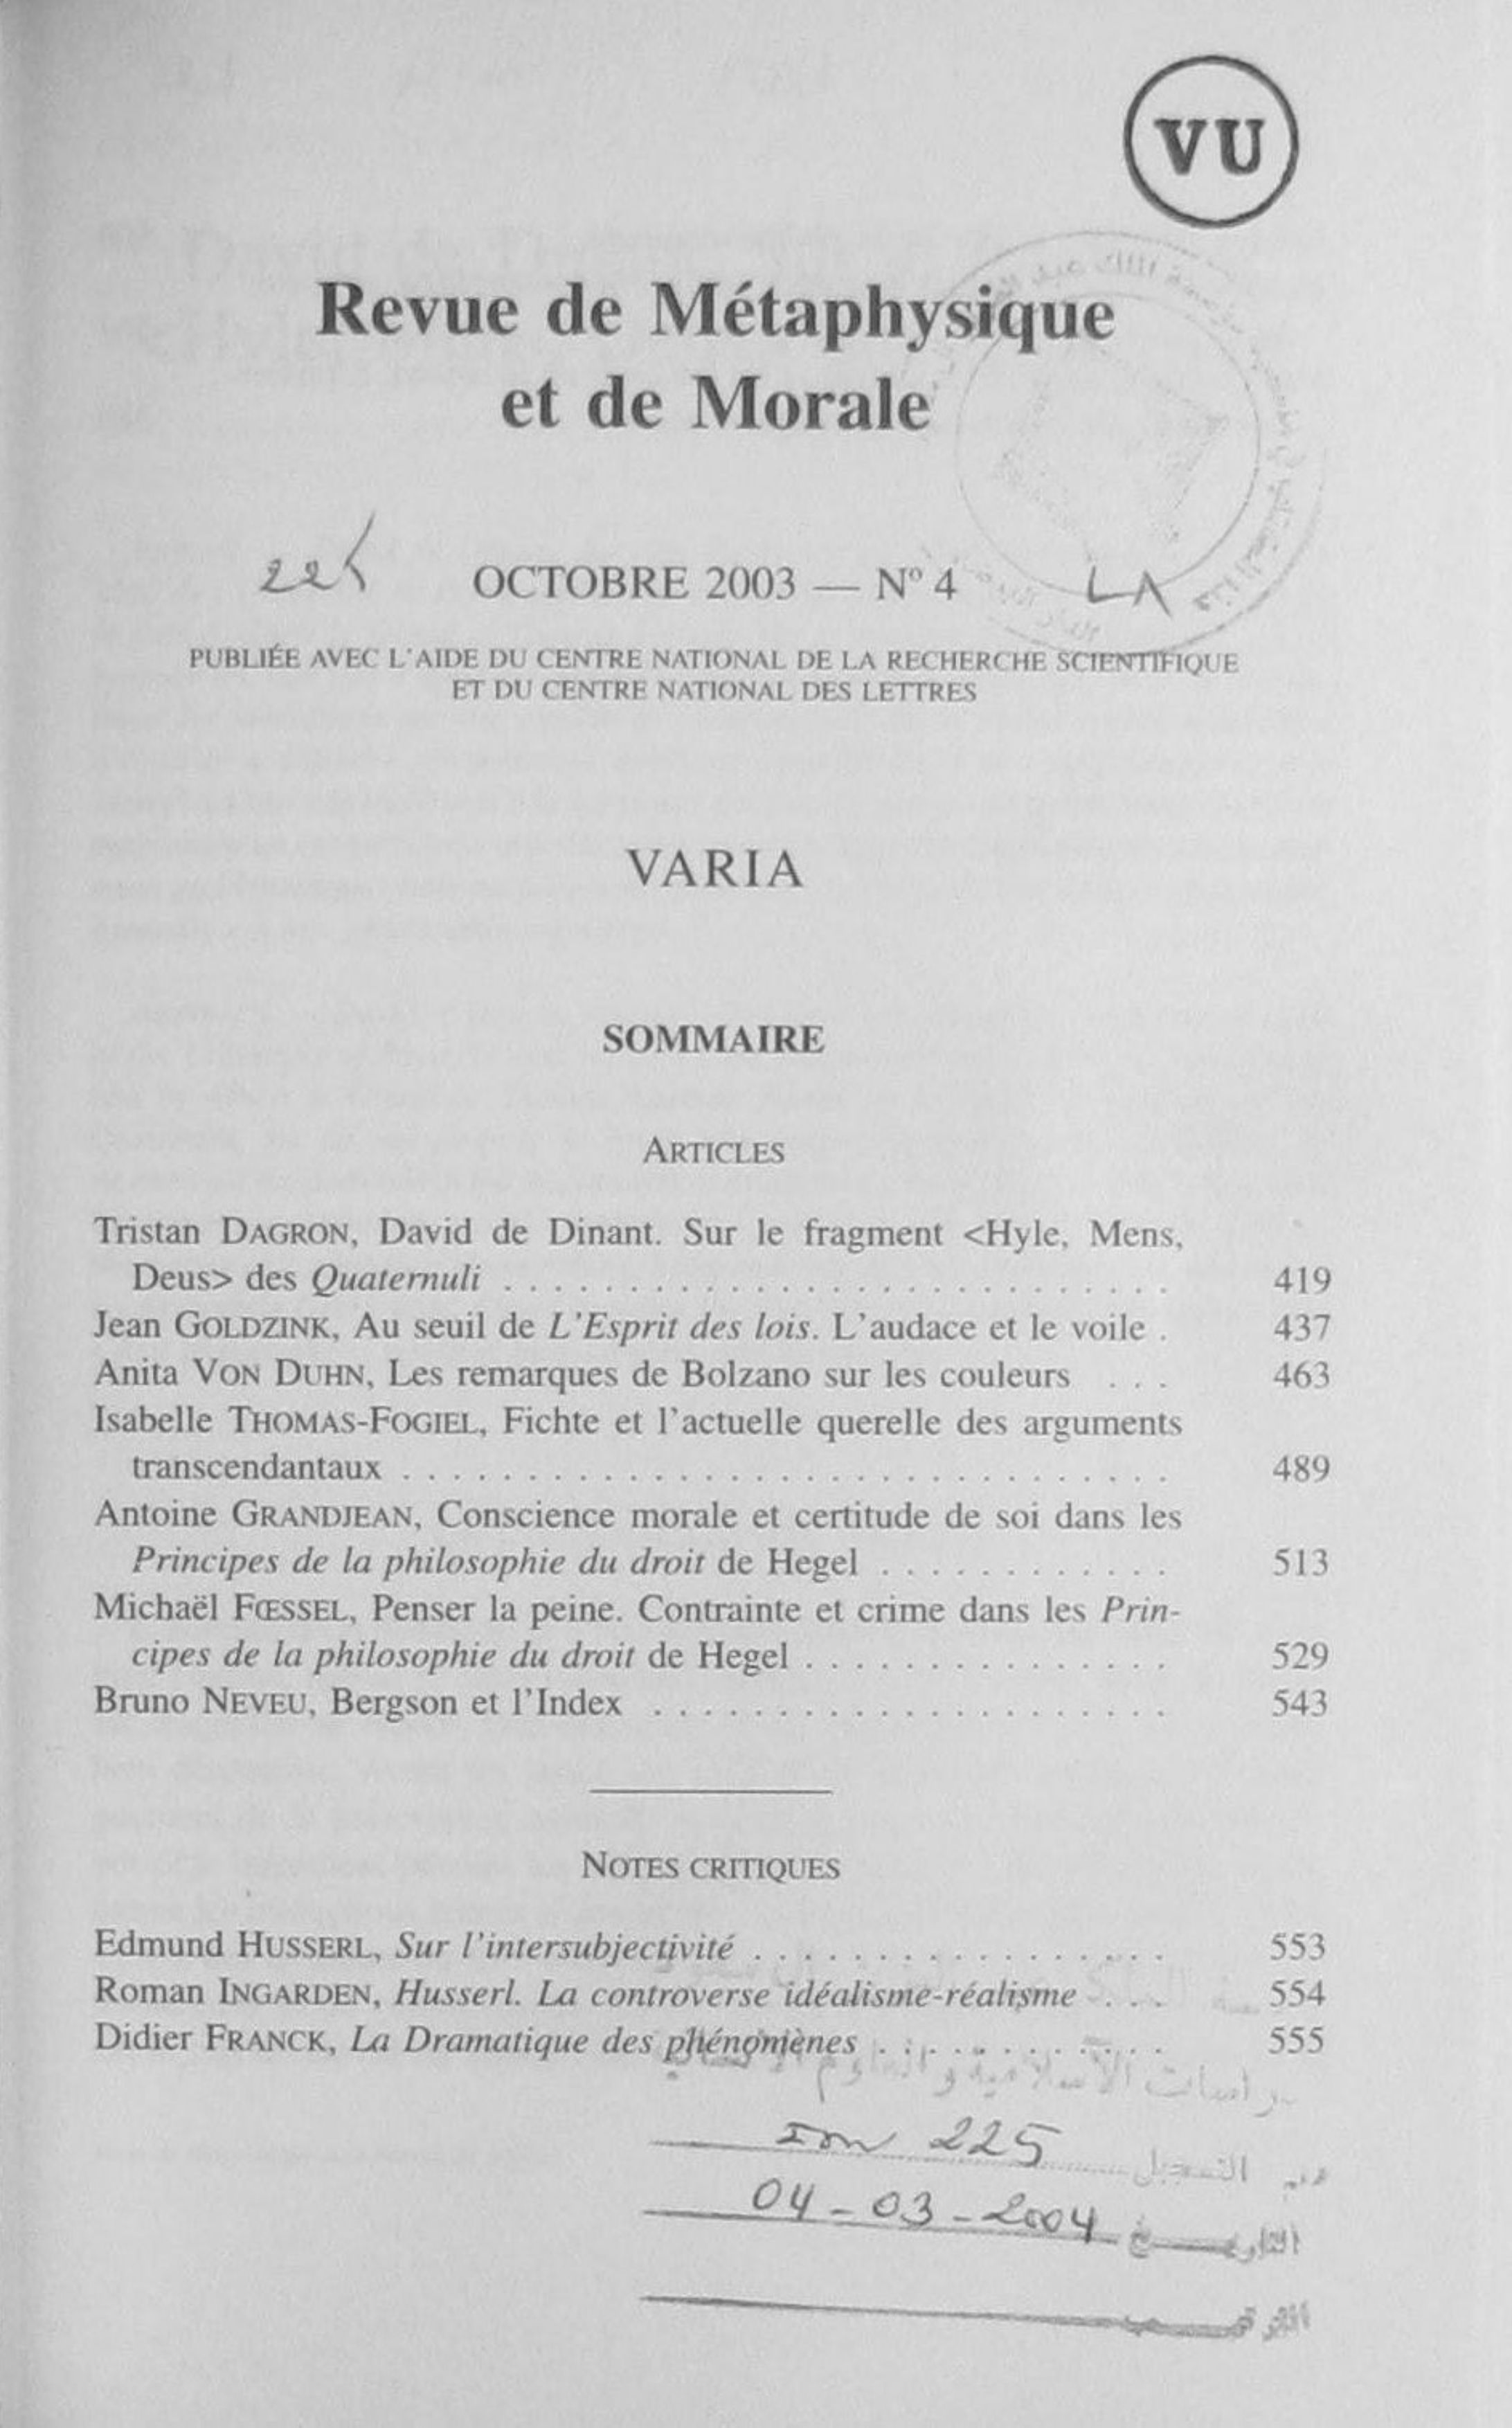 VU
Revue de Métaphysique
et de Morale
OCTOBRE 2003 — N° 4
LA
PUBLIÉE AVEC L'AIDE DU CENTRE NATIONAL DE LA RECHERCHE SCIENTIFIQUE
ET DU CENTRE NATIONAL DES LETTRES
VARIA
SOMMAIRE
ARTICLES
Tristan DAGRON, David de Dinant. Sur le fragment <Hyle, Mens,
Deus> des Quaternuli . . . . . . . . . . . . . . . . . . . . . . . . . . . 419
Jean GOLDZINK, Au seuil de L'Esprit des lois. L'audace et le voile . 437
Anita VON DUHN, Les remarques de Bolzano sur les couleurs . . . 463
Isabelle THOMAS-FOGIEL, Fichte et l'actuelle querelle des arguments
transcendantaux . . . . . . . . . . . . . . . . . . . . . . . . . . . . . . . 489
Antoine GRANDJEAN, Conscience morale et certitude de soi dans les
Principes de la philosophie du droit de Hegel . . . . . . . . . . . . 513
Michaël FŒSSEL, Penser la peine. Contrainte et crime dans les Prin-
cipes de la philosophie du droit de Hegel . . . . . . . . . . . . . . . 529
Bruno NEVEU, Bergson et l'Index . . . . . . . . . . . . . . . . . . . . . 543
NOTES CRITIQUES
Edmund HUSSERL, Sur l'intersubjectivité . . . . . . . . . . . . . . . . . 553
Roman INGARDEN, Husserl. La controverse idéalisme-réalisme . . . 554
Didier FRANCK, La Dramatique des phénomènes . . . . . . . . . . . . 555
الاسلامية والعلوم
225 التسجيل
04-03-2004 التاريخ